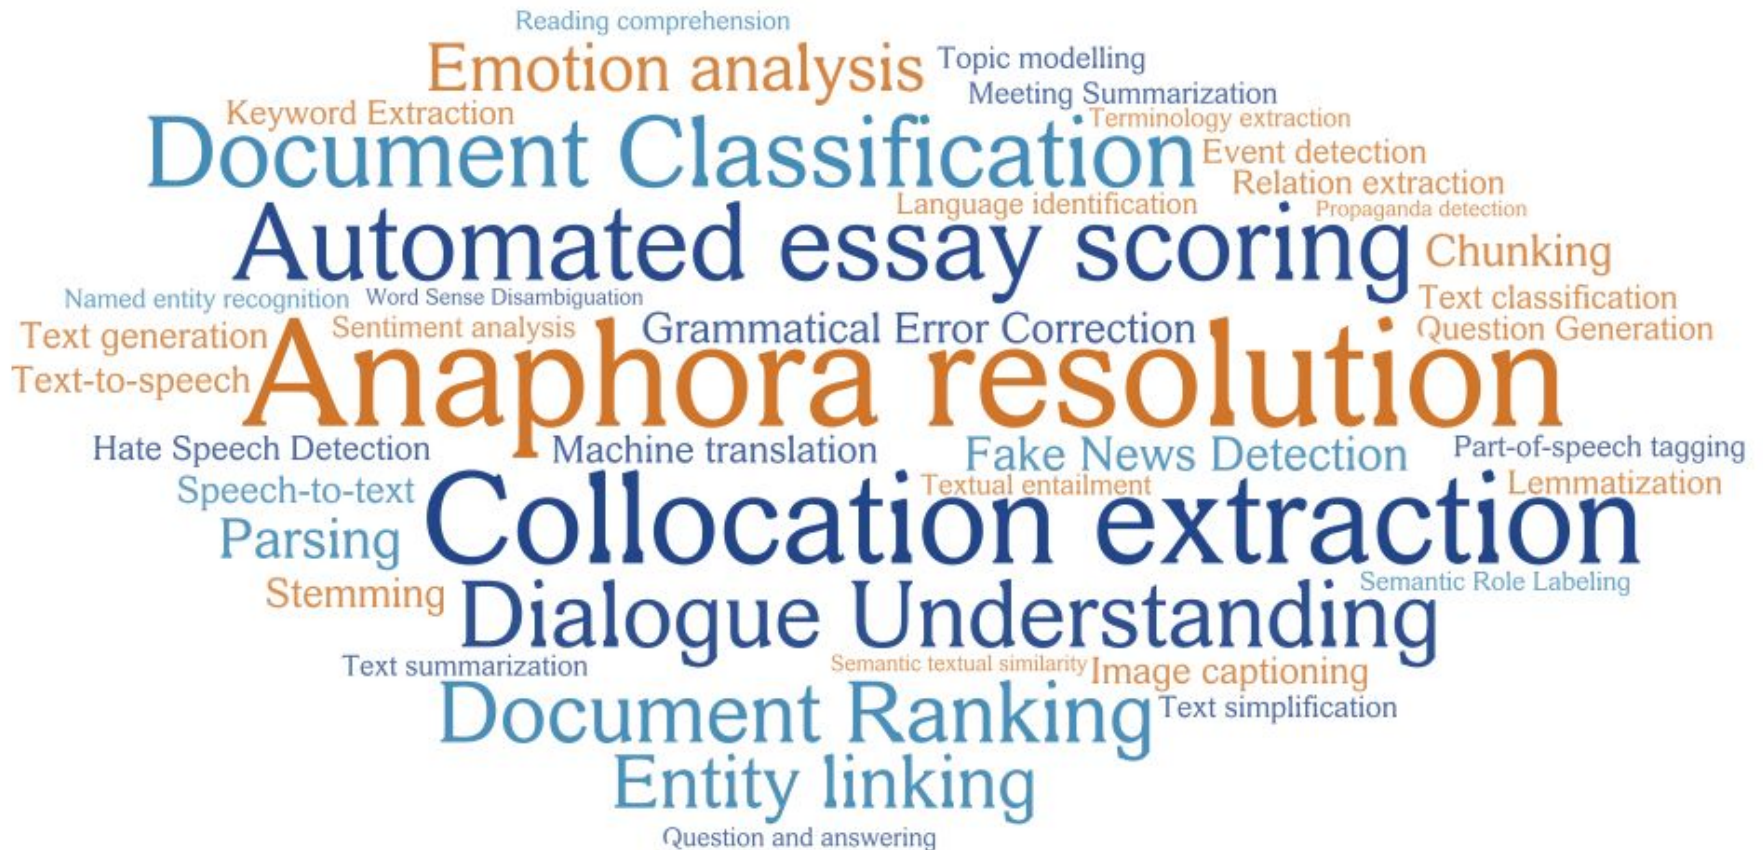 Reading comprehension
Emotion analysis
Topic modelling
Meeting Summarization
Keyword Extraction
Terminology extraction
Document Classification
Event detection
Relation extraction
Language identification
Propaganda detection
Automated essay scoring
Chunking
Named entity recognition
Word Sense Disambiguation
Text classification
Text generation
Sentiment analysis
Grammatical Error Correction
Question Generation
Text-to-speech
Anaphora resolution
Hate Speech Detection
Machine translation
Fake News Detection
Part-of-speech tagging
Speech-to-text
Textual entailment
Lemmatization
Collocation extraction
Parsing
Semantic Role Labeling
Stemming
Dialogue Understanding
Text summarization
Semantic textual similarity
Image captioning
Document Ranking
Text simplification
Entity linking
Question and answering